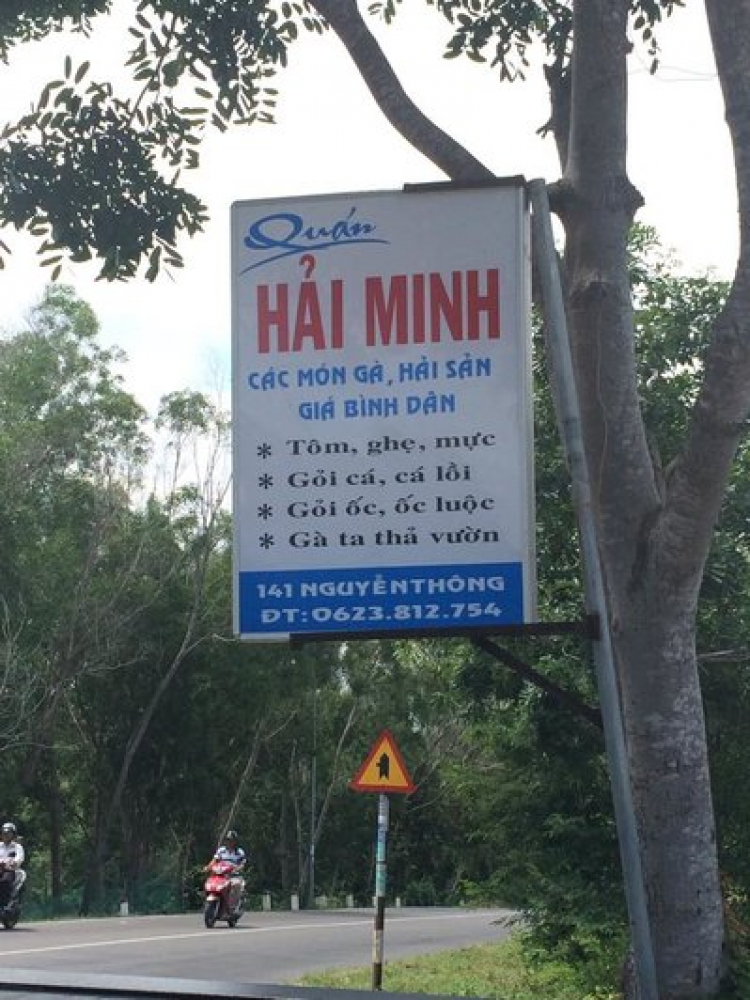 Quán
HẢI MINH
CÁC MÓN GÀ, HẢI SẢN
GIÁ BÌNH DÂN
* Tôm, ghẹ, mực
* Gỏi cá, cá lồi
* Gỏi ốc, ốc luộc
* Gà ta thả vườn
141 NGUYỄN THÔNG
ĐT: 0623.812.754